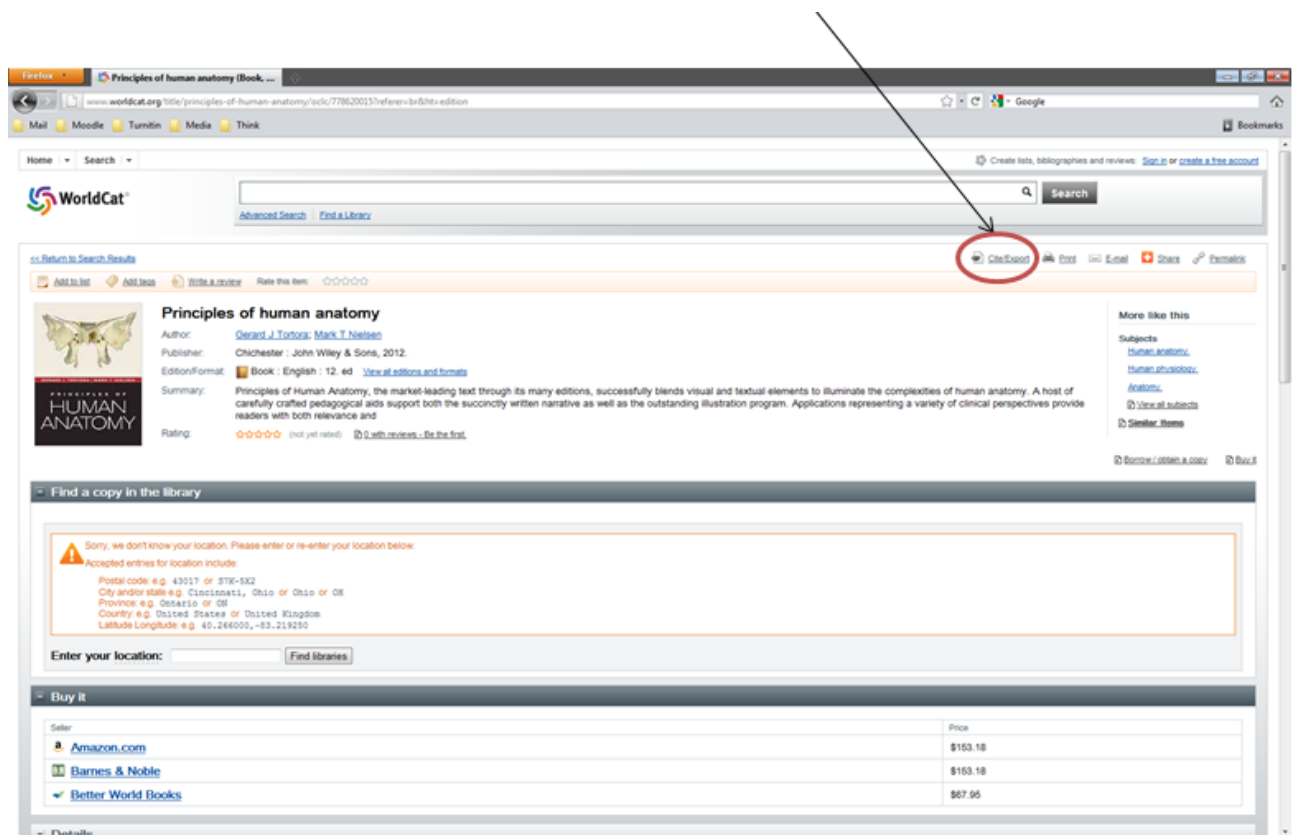 Firefox
Principles of human anatomy (Book, ...
www.worldcat.org/title/principles-of-human-anatomy/oclc/778620015?referer=br&ht=edition
Google
Mail Moodle Turnitin Media Think
Bookmarks
Home Search
Create lists, bibliographies and reviews: Sign in or create a free account
WorldCat®
Search
Advanced Search Find a Library
<< Return to Search Results
Cite/Export Print E-mail Share Permalink
Add to list Add tags Write a review Rate this item:
Principles of human anatomy
Author: Gerard J Tortora; Mark T Nielsen
Publisher: Chichester : John Wiley & Sons, 2012.
Edition/Format: Book : English : 12. ed View all editions and formats
Summary: Principles of Human Anatomy, the market-leading text through its many editions, successfully blends visual and textual elements to illuminate the complexities of human anatomy. A host of
carefully crafted pedagogical aids support both the succinctly written narrative as well as the outstanding illustration program. Applications representing a variety of clinical perspectives provide
readers with both relevance and
Rating: (not yet rated) 0 with reviews - Be the first.
PRINCIPLES OF
HUMAN
ANATOMY
More like this
Subjects
Human anatomy.
Human physiology.
Anatomy.
View all subjects
Similar Items
Borrow / obtain a copy Buy it
Find a copy in the library
Sorry, we don't know your location. Please enter or re-enter your location below:
Accepted entries for location include:
Postal code: e.g. 43017 or S7K-5X2
City and/or state e.g. Cincinnati, Ohio or Ohio or OH
Province: e.g. Ontario or ON
Country: e.g. United States or United Kingdom
Latitude Longitude: e.g. 40.266000,-83.219250
Enter your location: Find libraries
Buy it
Seller Price
Amazon.com $153.18
Barnes & Noble $153.18
Better World Books $67.95
Details